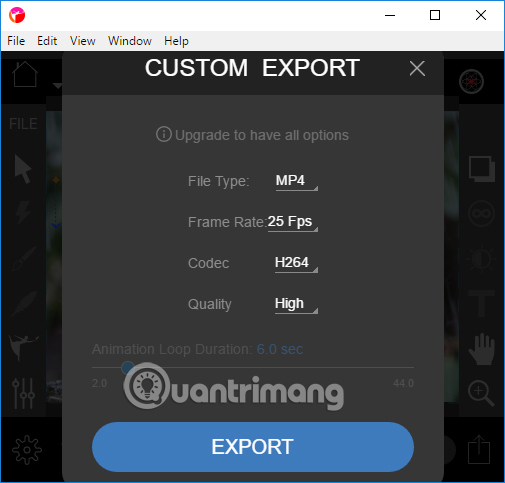 File Edit View Window Help
CUSTOM EXPORT
FILE
Upgrade to have all options
File Type: MP4
Frame Rate: 25 Fps
Codec H264
Quality High
Animation Loop Duration: 6.0 sec
2.0 44.0
Quantrimang
EXPORT